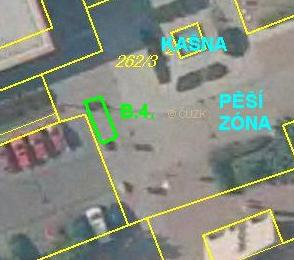 KAŠNA
262/3
B.4.
© ČÚZK
PĚŠÍ
ZÓNA